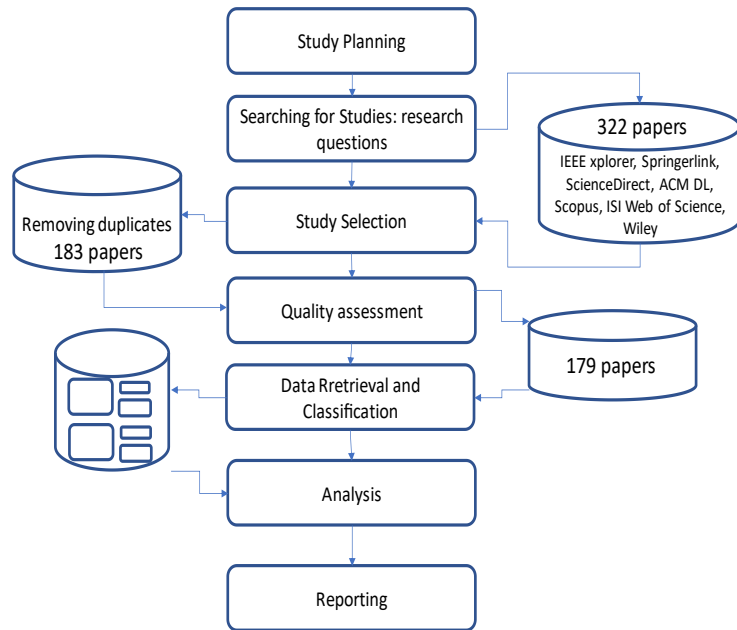 Study Planning
Searching for Studies: research
questions
322 papers
IEEE xplorer, Springerlink,
ScienceDirect, ACM DL,
Scopus, ISI Web of Science,
Wiley
Study Selection
Removing duplicates
183 papers
Quality assessment
179 papers
Data Rretrieval and
Classification
Analysis
Reporting